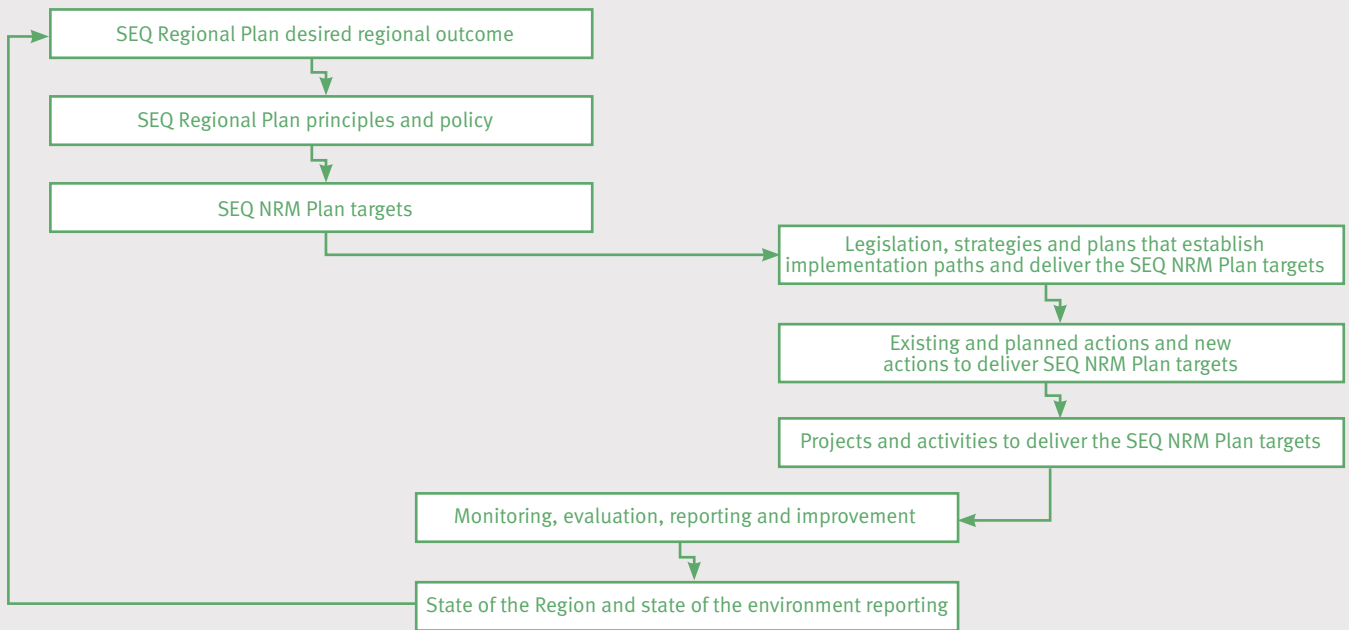 SEQ Regional Plan desired regional outcome
SEQ Regional Plan principles and policy
SEQ NRM Plan targets
Legislation, strategies and plans that establish
implementation paths and deliver the SEQ NRM Plan targets
Existing and planned actions and new
actions to deliver SEQ NRM Plan targets
Projects and activities to deliver the SEQ NRM Plan targets
Monitoring, evaluation, reporting and improvement
State of the Region and state of the environment reporting